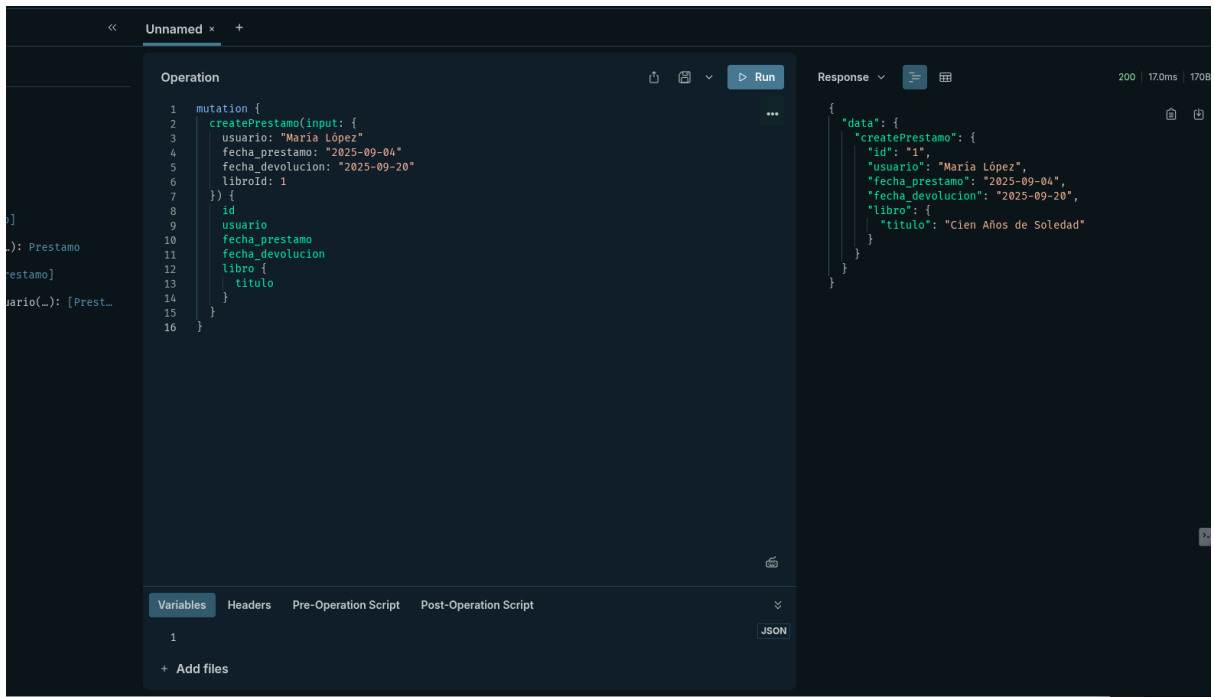 Unnamed
Operation
Run
1 mutation {
2 createPrestamo(input: {
3 usuario: "María López"
4 fecha_prestamo: "2025-09-04"
5 fecha_devolucion: "2025-09-20"
6 libroId: 1
7 }) {
8 id
9 usuario
10 fecha_prestamo
11 fecha_devolucion
12 libro {
13 titulo
14 }
15 }
16 }
Response
200 17.0ms 170B
{
"data": {
"createPrestamo": {
"id": "1",
"usuario": "María López",
"fecha_prestamo": "2025-09-04",
"fecha_devolucion": "2025-09-20",
"libro": {
"titulo": "Cien Años de Soledad"
}
}
}
}
o]
…): Prestamo
restamo]
uario(…): [Prest…
Variables Headers Pre-Operation Script Post-Operation Script
1
JSON
+ Add files